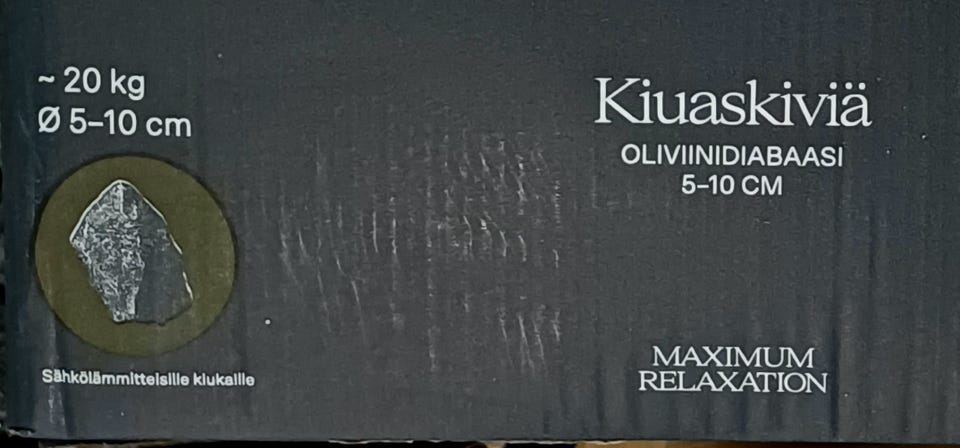 ~ 20 kg
Ø 5–10 cm
Sähkölämmitteisille kiukaille
Kiuaskiviä
OLIVIINIDIABAASI
5–10 CM
MAXIMUM
RELAXATION